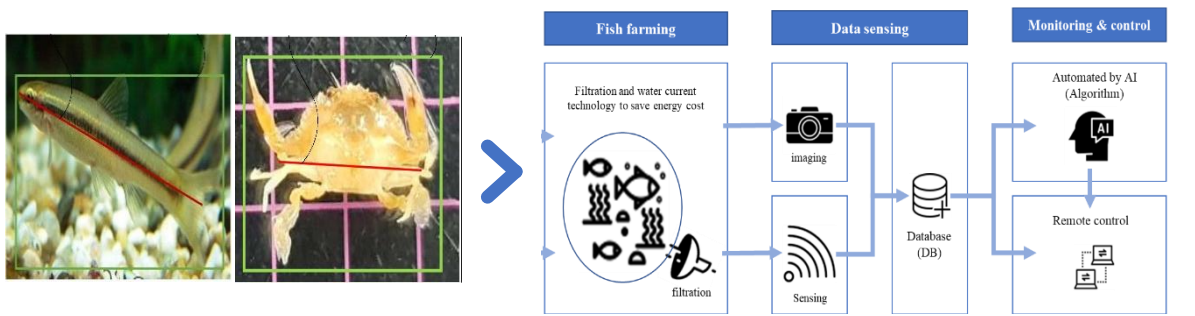 Fish farming
Filtration and water current
technology to save energy cost
filtration
Data sensing
imaging
Sensing
Database
(DB)
Monitoring & control
Automated by AI
(Algorithm)
AI
Remote control